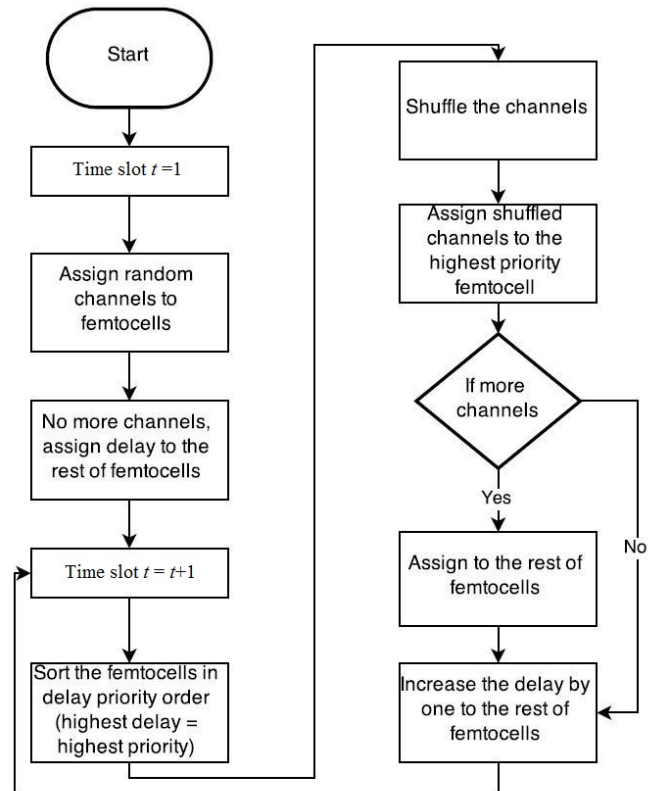 Start
Time slot t =1
Assign random
channels to
femtocells
No more channels,
assign delay to the
rest of femtocells
Time slot t = t+1
Sort the femtocells in
delay priority order
(highest delay =
highest priority)
Shuffle the channels
Assign shuffled
channels to the
highest priority
femtocell
If more
channels
Yes
No
Assign to the rest of
femtocells
Increase the delay by
one to the rest of
femtocells